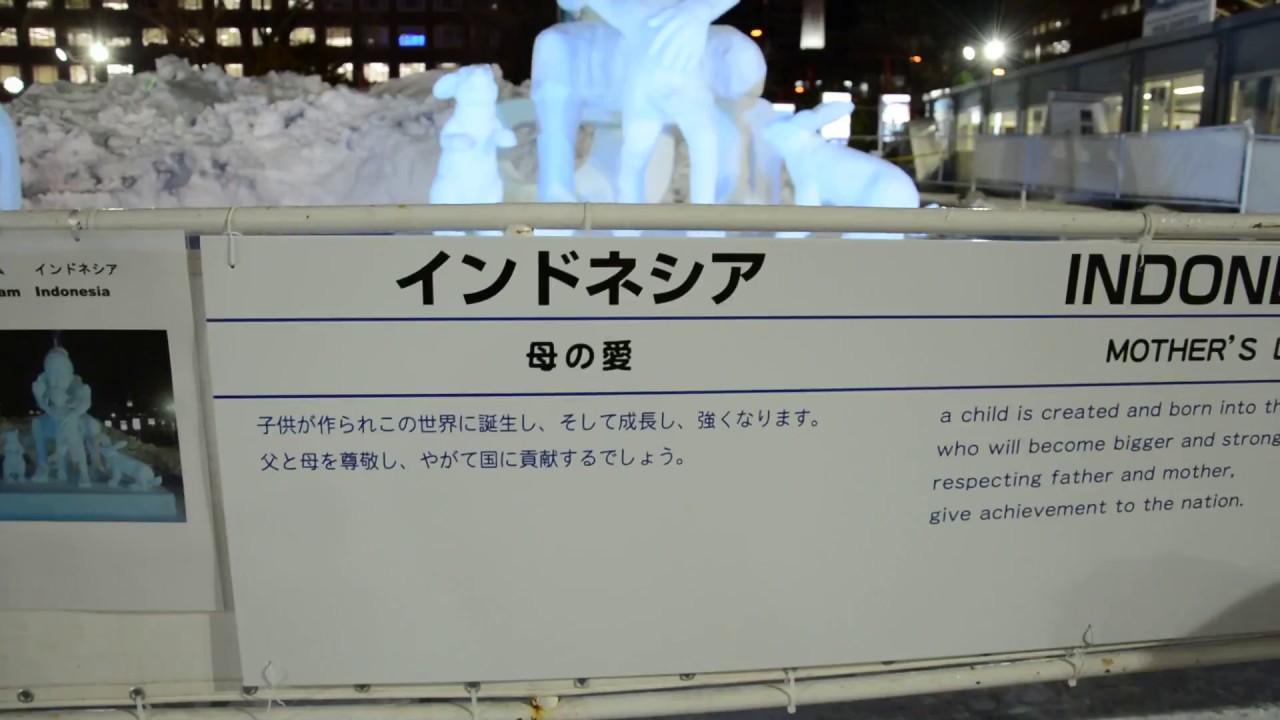 インドネシア
Indonesia
インドネシア
母の愛
子供が作られこの世界に誕生し、そして成長し、強くなります。
父と母を尊敬し、やがて国に貢献するでしょう。
INDONE
MOTHER'S
a child is created and born into th
who will become bigger and strong
respecting father and mother,
give achievement to the nation.